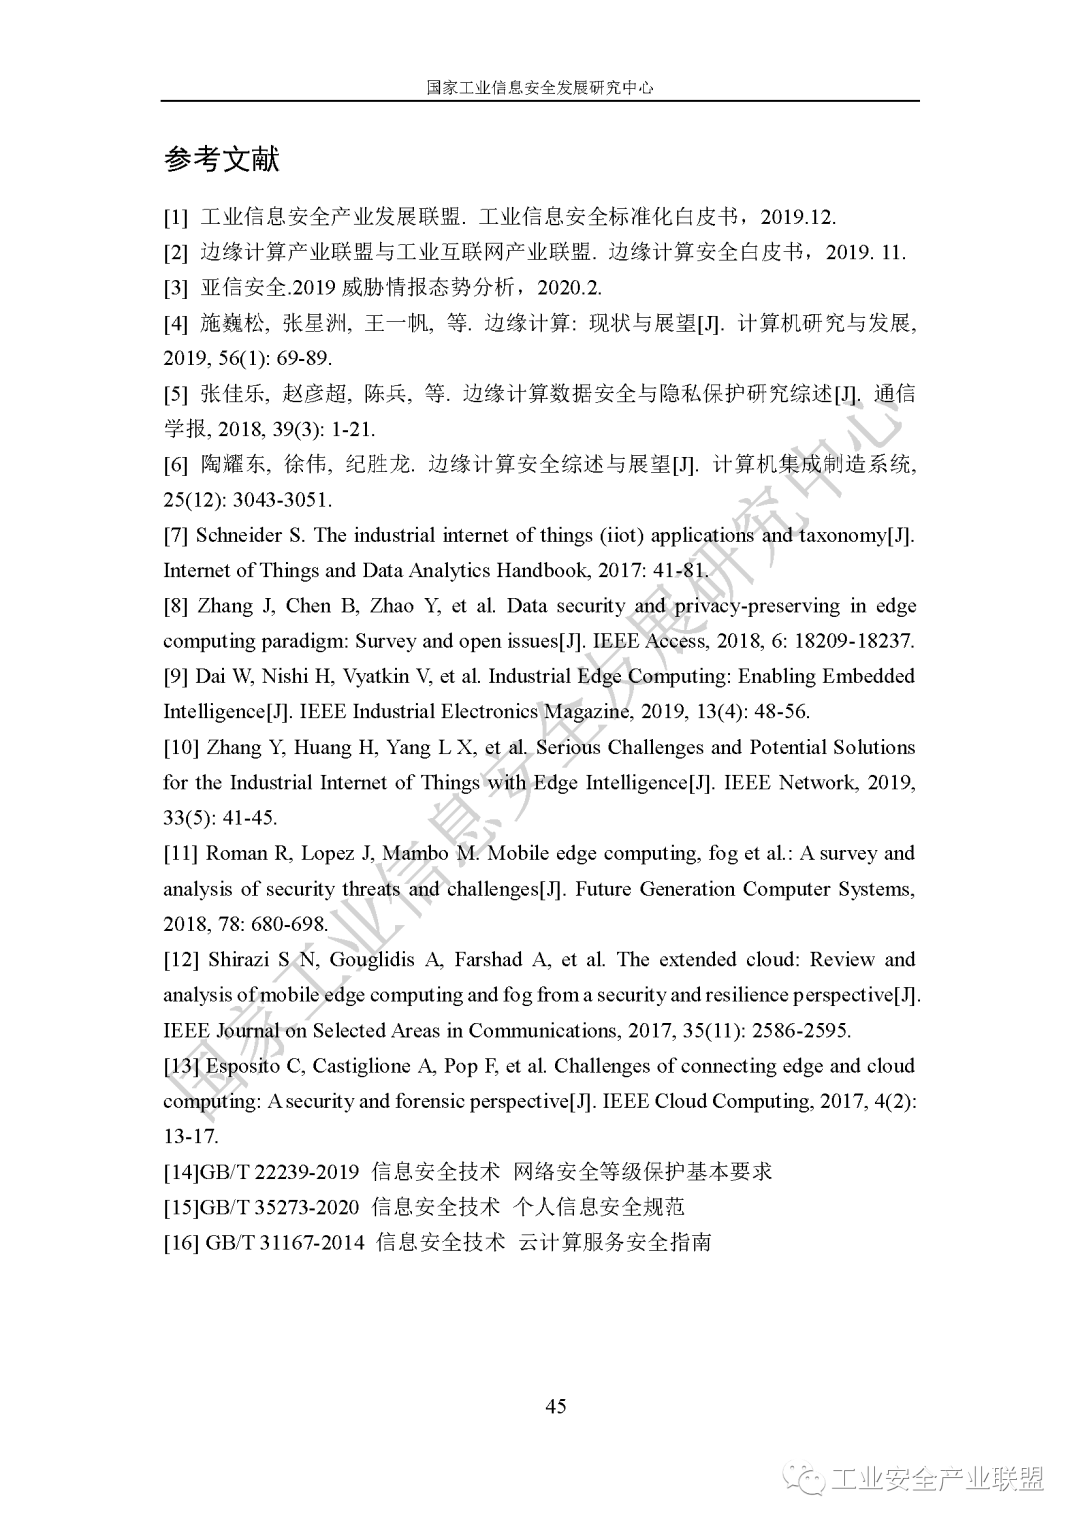 国家工业信息安全发展研究中心
参考文献
[1] 工业信息安全产业发展联盟. 工业信息安全标准化白皮书，2019.12.
[2] 边缘计算产业联盟与工业互联网产业联盟. 边缘计算安全白皮书，2019. 11.
[3] 亚信安全.2019 威胁情报态势分析，2020.2.
[4] 施巍松, 张星洲, 王一帆, 等. 边缘计算: 现状与展望[J]. 计算机研究与发展,
2019, 56(1): 69-89.
[5] 张佳乐, 赵彦超, 陈兵, 等. 边缘计算数据安全与隐私保护研究综述[J]. 通信
学报, 2018, 39(3): 1-21.
[6] 陶耀东, 徐伟, 纪胜龙. 边缘计算安全综述与展望[J]. 计算机集成制造系统,
25(12): 3043-3051.
[7] Schneider S. The industrial internet of things (iiot) applications and taxonomy[J].
Internet of Things and Data Analytics Handbook, 2017: 41-81.
[8] Zhang J, Chen B, Zhao Y, et al. Data security and privacy-preserving in edge
computing paradigm: Survey and open issues[J]. IEEE Access, 2018, 6: 18209-18237.
[9] Dai W, Nishi H, Vyatkin V, et al. Industrial Edge Computing: Enabling Embedded
Intelligence[J]. IEEE Industrial Electronics Magazine, 2019, 13(4): 48-56.
[10] Zhang Y, Huang H, Yang L X, et al. Serious Challenges and Potential Solutions
for the Industrial Internet of Things with Edge Intelligence[J]. IEEE Network, 2019,
33(5): 41-45.
[11] Roman R, Lopez J, Mambo M. Mobile edge computing, fog et al.: A survey and
analysis of security threats and challenges[J]. Future Generation Computer Systems,
2018, 78: 680-698.
[12] Shirazi S N, Gouglidis A, Farshad A, et al. The extended cloud: Review and
analysis of mobile edge computing and fog from a security and resilience perspective[J].
IEEE Journal on Selected Areas in Communications, 2017, 35(11): 2586-2595.
[13] Esposito C, Castiglione A, Pop F, et al. Challenges of connecting edge and cloud
computing: A security and forensic perspective[J]. IEEE Cloud Computing, 2017, 4(2):
13-17.
[14]GB/T 22239-2019 信息安全技术 网络安全等级保护基本要求
[15]GB/T 35273-2020 信息安全技术 个人信息安全规范
[16] GB/T 31167-2014 信息安全技术 云计算服务安全指南
国家工业信息安全发展研究中心
45
工业安全产业联盟